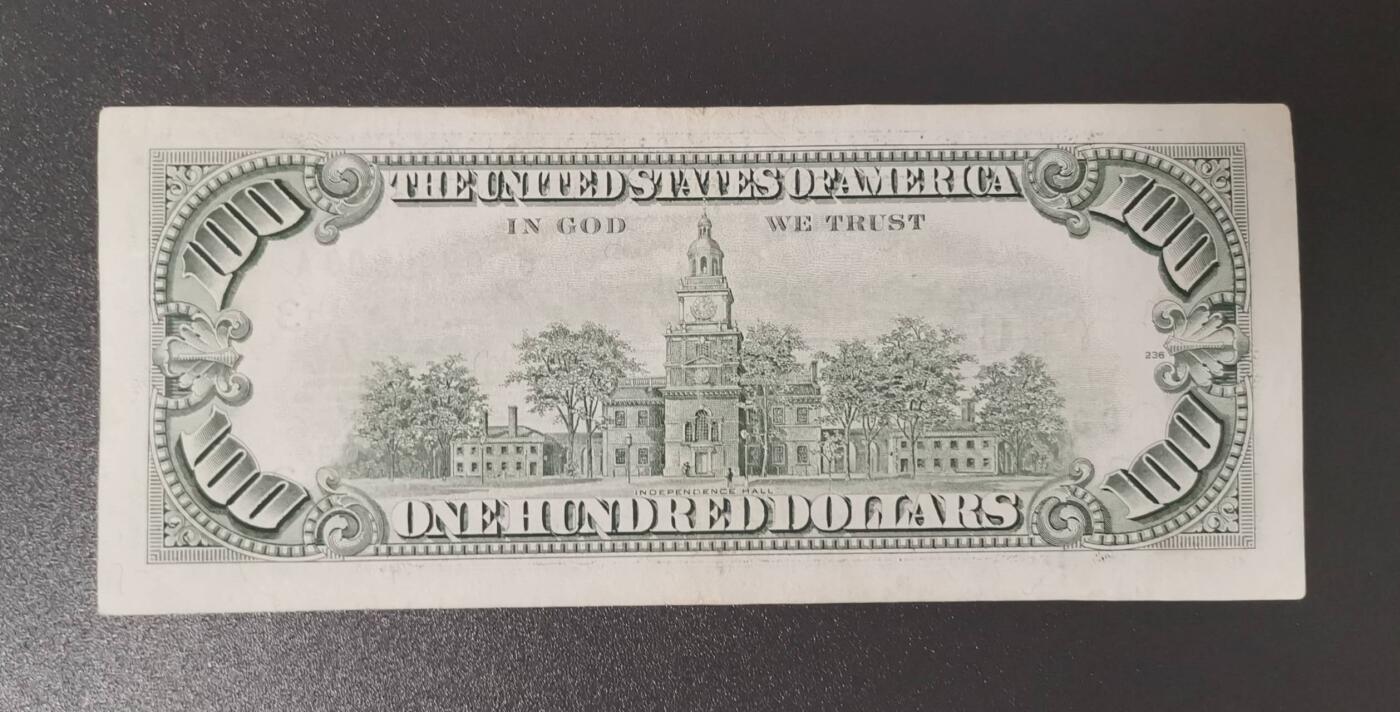 THE UNITED STATES OF AMERICA
IN GOD WE TRUST
100 100
236
100 100
INDEPENDENCE HALL
ONE HUNDRED DOLLARS